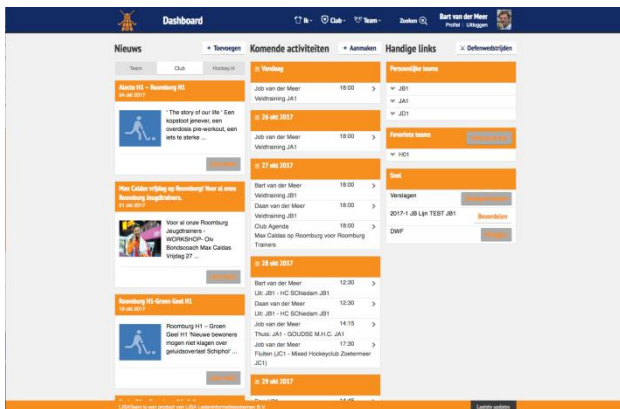 Dashboard
Ik
Club
Team
Zoeken
Bart van der Meer
Profiel | Uitloggen
Nieuws
+ Toevoegen
Team
Club
Hockey.nl
Alecto H1 - Roomburg H1
24 okt 2017
' The story of our life ' Een
kopstoot jenever, een
overdosis pre-workout, een
iets te sterke ...
Max Caldas vrijdag op Roomburg! Voor al onze
Roomburg Jeugdtrainers.
21 okt 2017
Voor al onze Roomburg
Jeugdtrainers -
WORKSHOP- Olv
Bondscoach Max Caldas
Vrijdag 27 ...
Roomburg H1-Groen Geel H1
Roomburg H1 – Groen
Geel H1 'Nieuwe bewoners
mogen niet klagen over
geluidsoverlast Schiphol' ...
Komende activiteiten
+ Aanmaken
Vandaag
Job van der Meer 18:00
Veldtraining JA1
26 okt 2017
Job van der Meer 18:00
Veldtraining JA1
27 okt 2017
Bart van der Meer 18:00
Veldtraining JB1
Daan van der Meer 18:00
Veldtraining JB1
Club Agenda 18:00
Max Caldas op Roomburg voor Roomburg
Trainers
28 okt 2017
Bart van der Meer 12:30
Uit: JB1 - HC SCHiedam JB1
Daan van der Meer 12:30
Uit: JB1 - HC SCHiedam JB1
Job van der Meer 14:15
Thuis: JA1 - GOUDSE M.H.C. JA1
Job van der Meer 17:30
Fluiten (JC1 - Mixed Hockeyclub Zoetermeer
JC1)
29 okt 2017
Handige links
Oefenwedstrijden
Persoonlijke teams
JB1
JA1
JD1
Favoriete teams
H01
Snel
Verslagen
2017-1 JB Lijn TEST JB1
Beoordelen
DWF
LISATeam is een product van LISA Ledeninformatiesystemen B.V.
Laatste updates